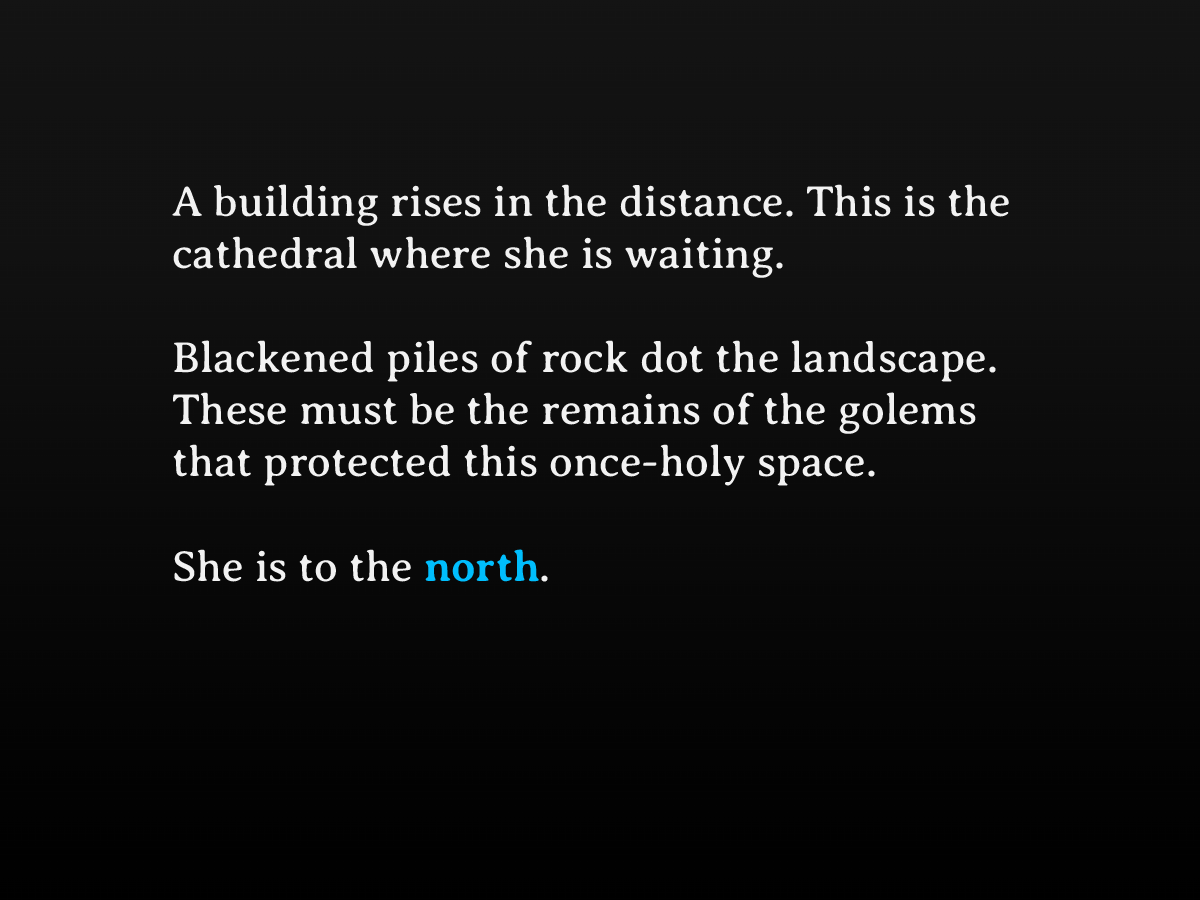 A building rises in the distance. This is the
cathedral where she is waiting.
Blackened piles of rock dot the landscape.
These must be the remains of the golems
that protected this once-holy space.
She is to the north.